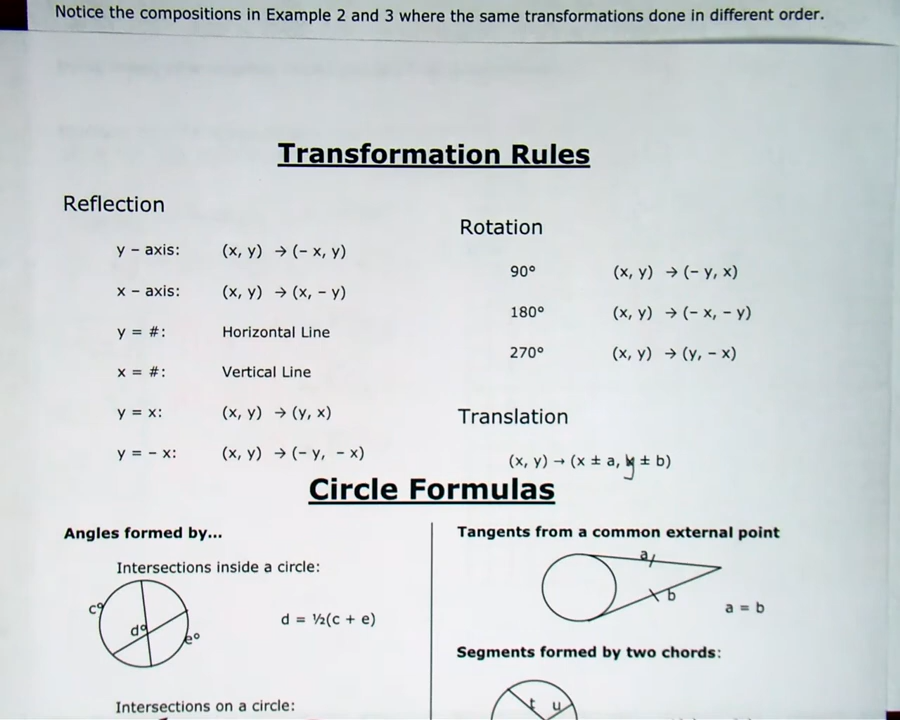 Notice the compositions in Example 2 and 3 where the same transformations done in different order.
Transformation Rules
Reflection
y – axis: (x, y) → (– x, y)
x – axis: (x, y) → (x, – y)
y = #: Horizontal Line
x = #: Vertical Line
y = x: (x, y) → (y, x)
y = – x: (x, y) → (– y, – x)
Rotation
90° (x, y) → (– y, x)
180° (x, y) → (– x, – y)
270° (x, y) → (y, – x)
Translation
(x, y) → (x ± a, y ± b)
Circle Formulas
Angles formed by...
Intersections inside a circle:
c°
d°
e°
d = ½(c + e)
Intersections on a circle:
Tangents from a common external point
a
b
a = b
Segments formed by two chords:
t u